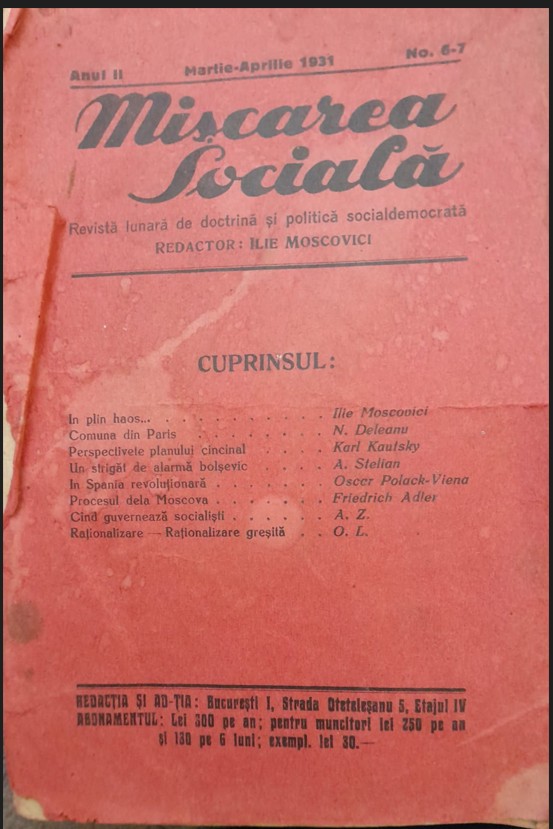 Anul II Martie-Aprilie 1931 No. 6-7
Mișcarea
Socială
Revistă lunară de doctrină și politică socialdemocrată
REDACTOR: ILIE MOSCOVICI
CUPRINSUL:
In plin haos... . . . . . . . . . . . Ilie Moscovici
Comuna din Paris . . . . . . . . N. Deleanu
Perspectivele planului cincinal . . . . Karl Kautsky
Un strigăt de alarmă bolșevic . . . . A. Stelian
In Spania revoluționară . . . . . . . Oscar Polack-Viena
Procesul dela Moscova . . . . . . . Friedrich Adler
Cind guvernează socialiști . . . . . . A. Z.
Raționalizare — Raționalizare greșită . . O. L.
REDACȚIA ȘI AD-ȚIA: București I, Strada Oteteleșanu 5, Etajul IV
ABONAMENTUL: Lei 300 pe an; pentru muncitori lei 250 pe an
și 130 pe 6 luni; exempl. lei 30.—